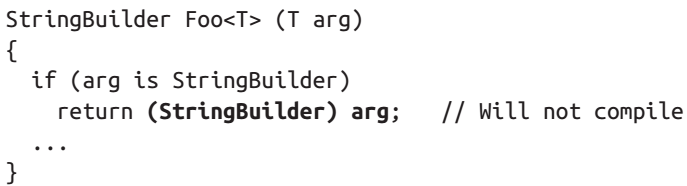 StringBuilder Foo<T> (T arg)
{
  if (arg is StringBuilder)
    return (StringBuilder) arg;   // Will not compile
  ...
}